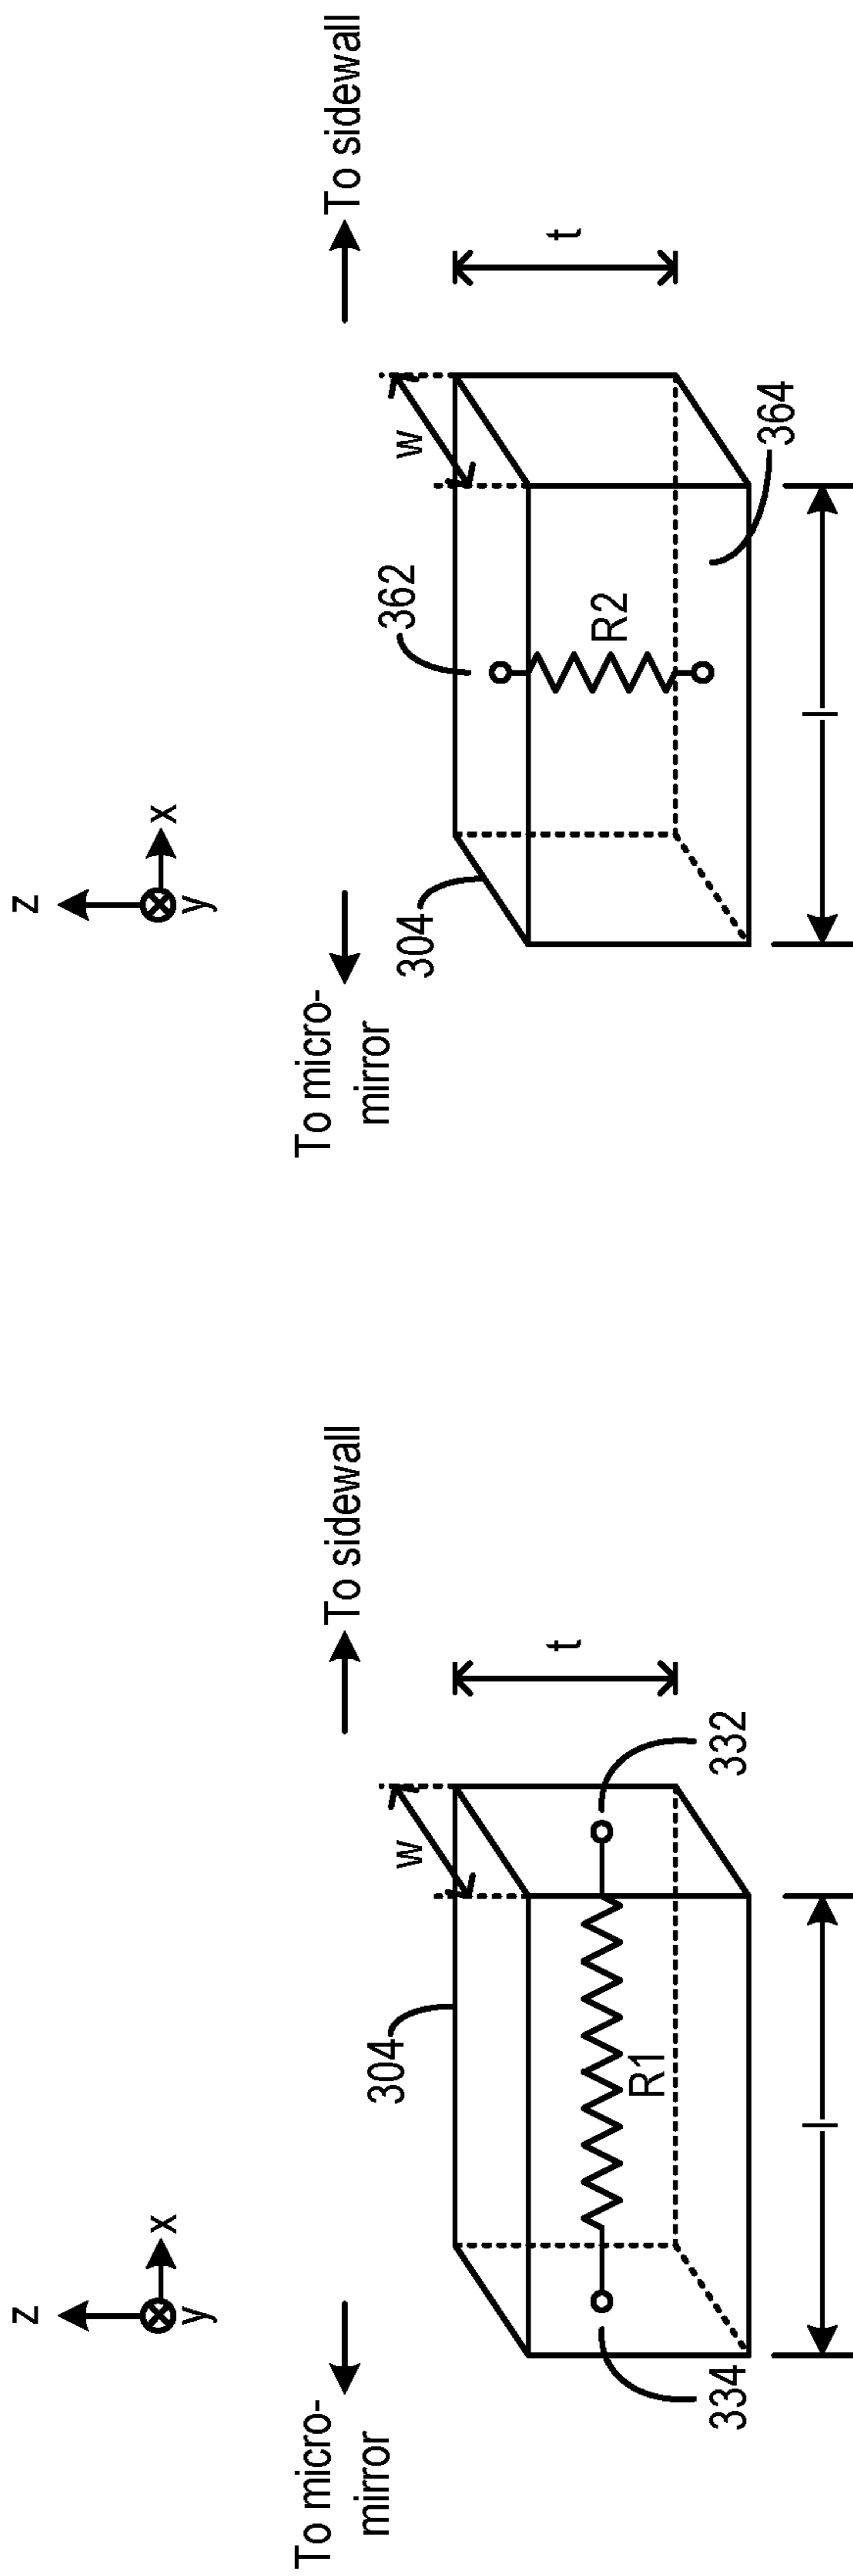 z
x
y
To micro-
mirror
To sidewall
304
w
t
R1
334
332
l
z
x
y
To micro-
mirror
To sidewall
304
362
w
t
R2
364
l